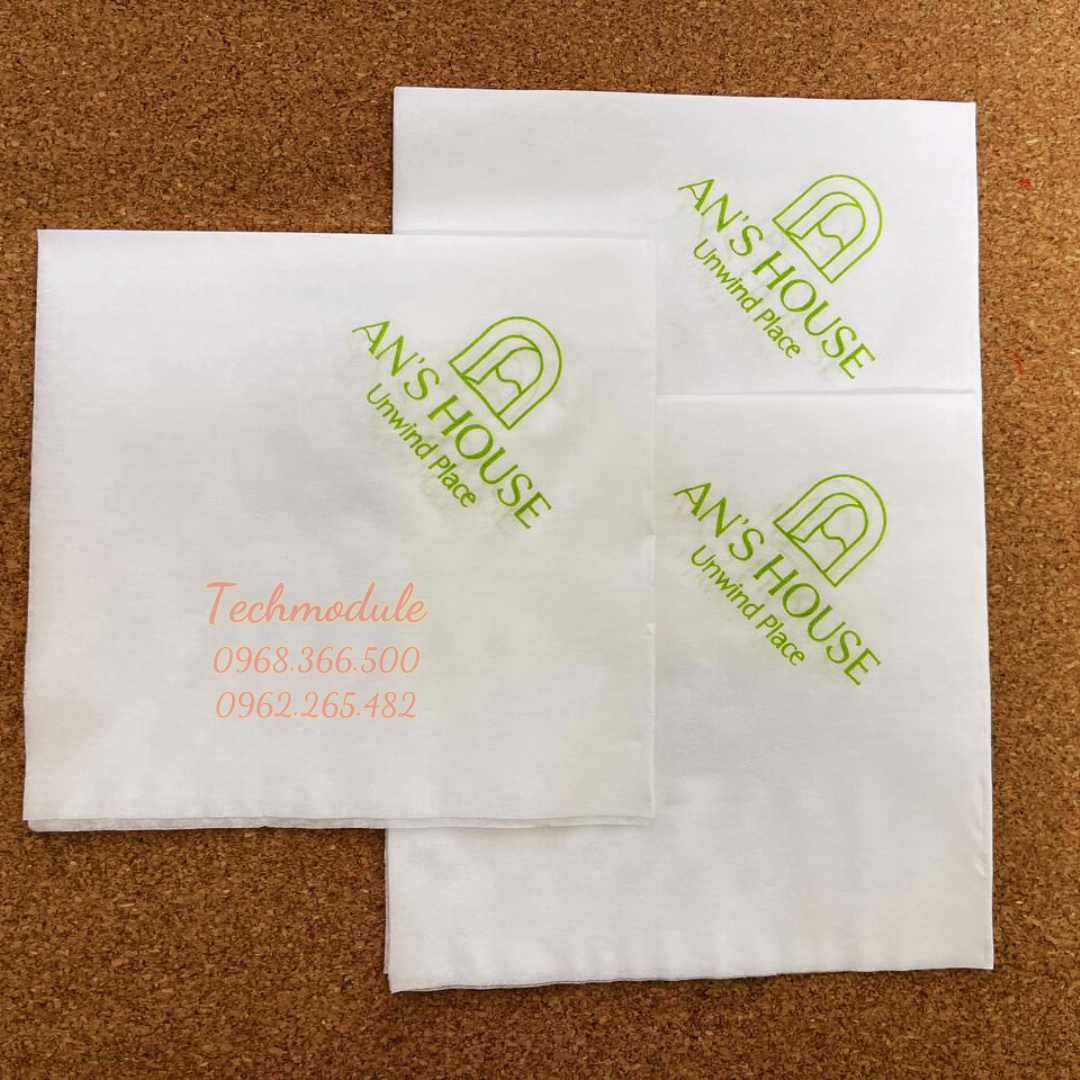 AN'S HOUSE
Unwind Place
AN'S HOUSE
Unwind Place
AN'S HOUSE
Unwind Place
Techmodule
0968.366.500
0962.265.482